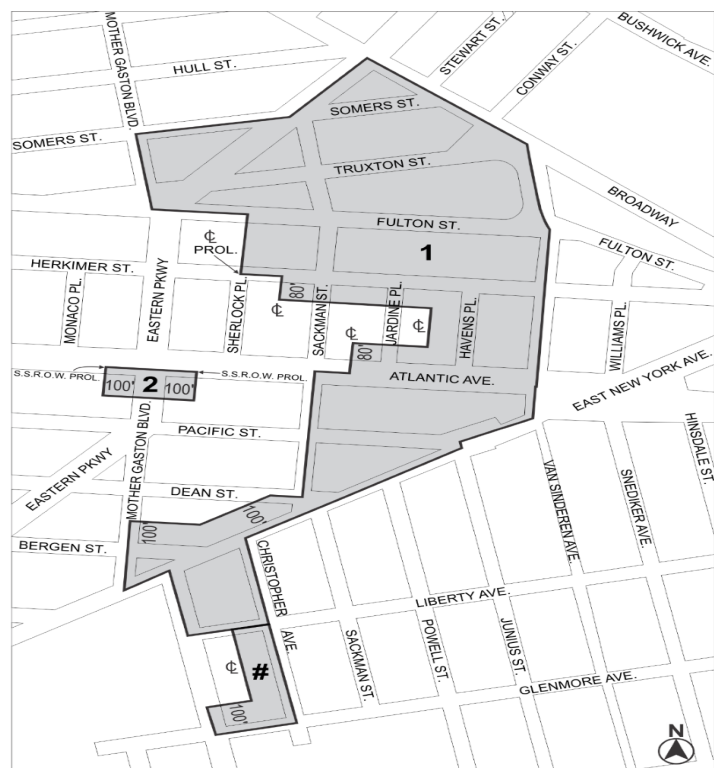 MOTHER GASTON BLVD.
HULL ST.
STEWART ST.
CONWAY ST.
BUSHWICK AVE.
SOMERS ST.
SOMERS ST.
TRUXTON ST.
BROADWAY
FULTON ST.
FULTON ST.
1
℄
PROL.
HERKIMER ST.
MONACO PL.
EASTERN PKWY
SHERLOCK PL.
80'
℄
SACKMAN ST.
℄
JARDINE PL.
℄
HAVENS PL.
WILLIAMS PL.
80'
ATLANTIC AVE.
EAST NEW YORK AVE.
S.S.R.O.W. PROL.
100'
2
100'
S.S.R.O.W. PROL.
MOTHER GASTON BLVD.
PACIFIC ST.
EASTERN PKWY
DEAN ST.
HINSDALE ST.
VAN SINDEREN AVE.
SNEDIKER AVE.
100'
100'
BERGEN ST.
CHRISTOPHER AVE.
LIBERTY AVE.
SACKMAN ST.
POWELL ST.
JUNIUS ST.
℄
#
100'
GLENMORE AVE.
N